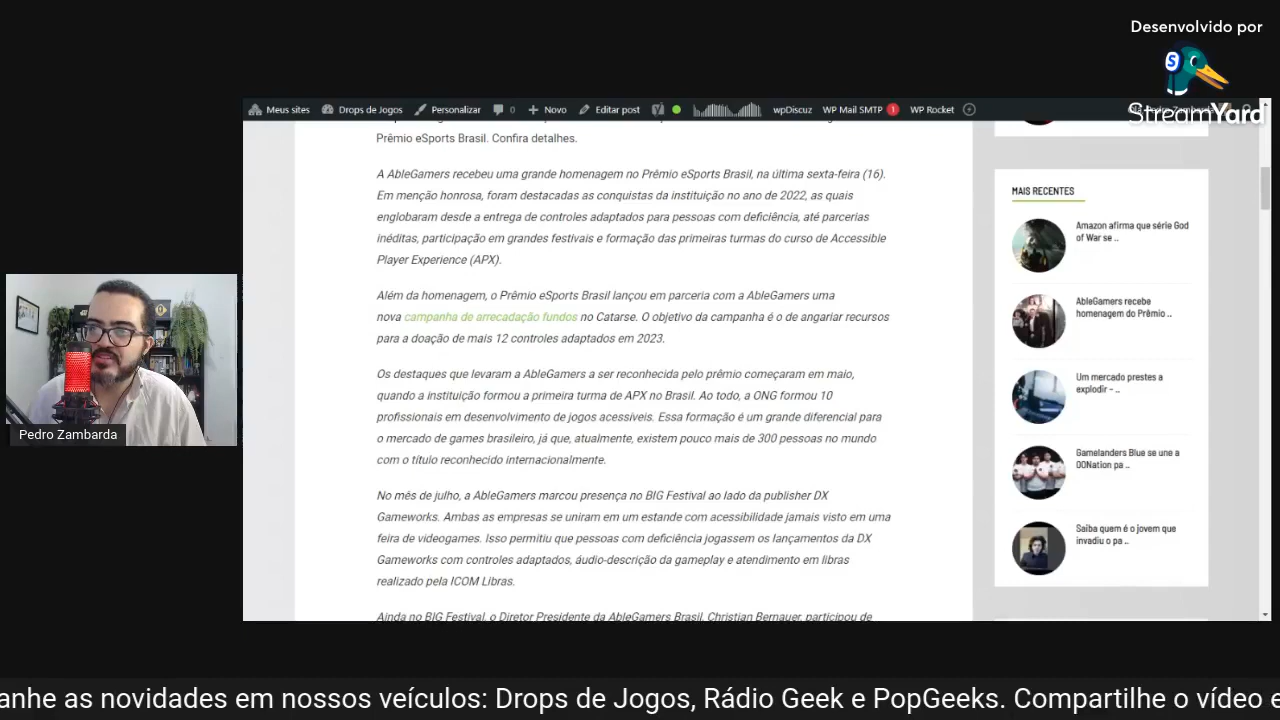 Desenvolvido por
StreamYard
Meus sites
Drops de Jogos
Personalizar
0
Novo
Editar post
wpDiscuz
WP Mail SMTP
1
WP Rocket
Prêmio eSports Brasil. Confira detalhes.
A AbleGamers recebeu uma grande homenagem no Prêmio eSports Brasil, na última sexta-feira (16).
Em menção honrosa, foram destacadas as conquistas da instituição no ano de 2022, as quais
englobaram desde a entrega de controles adaptados para pessoas com deficiência, até parcerias
inéditas, participação em grandes festivais e formação das primeiras turmas do curso de Accessible
Player Experience (APX).
Além da homenagem, o Prêmio eSports Brasil lançou em parceria com a AbleGamers uma
nova campanha de arrecadação fundos no Catarse. O objetivo da campanha é o de angariar recursos
para a doação de mais 12 controles adaptados em 2023.
Os destaques que levaram a AbleGamers a ser reconhecida pelo prêmio começaram em maio,
quando a instituição formou a primeira turma de APX no Brasil. Ao todo, a ONG formou 10
profissionais em desenvolvimento de jogos acessíveis. Essa formação é um grande diferencial para
o mercado de games brasileiro, já que, atualmente, existem pouco mais de 300 pessoas no mundo
com o título reconhecido internacionalmente.
No mês de julho, a AbleGamers marcou presença no BIG Festival ao lado da publisher DX
Gameworks. Ambas as empresas se uniram em um estande com acessibilidade jamais visto em uma
feira de videogames. Isso permitiu que pessoas com deficiência jogassem os lançamentos da DX
Gameworks com controles adaptados, áudio-descrição da gameplay e atendimento em libras
realizado pela ICOM Libras.
Ainda no BIG Festival, o Diretor Presidente da AbleGamers Brasil, Christian Bernauer, participou de
MAIS RECENTES
Amazon afirma que série God
of War se ..
AbleGamers recebe
homenagem do Prêmio ..
Um mercado prestes a
explodir – ..
Gamelanders Blue se une a
00Nation pa ..
Saiba quem é o jovem que
invadiu o pa ..
Pedro Zambarda
anhe as novidades em nossos veículos: Drops de Jogos, Rádio Geek e PopGeeks. Compartilhe o vídeo e